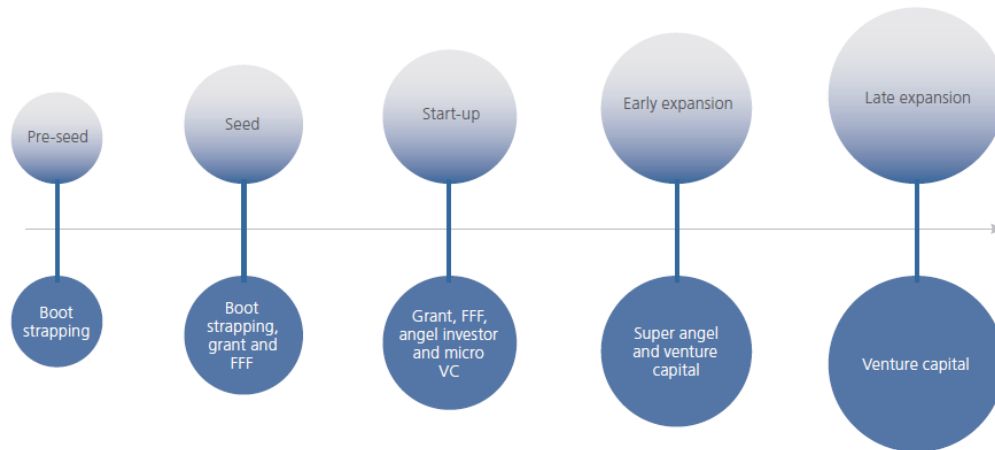 Pre-seed
Seed
Start-up
Early expansion
Late expansion
Boot
strapping
Boot
strapping,
grant and
FFF
Grant, FFF,
angel investor
and micro
VC
Super angel
and venture
capital
Venture capital